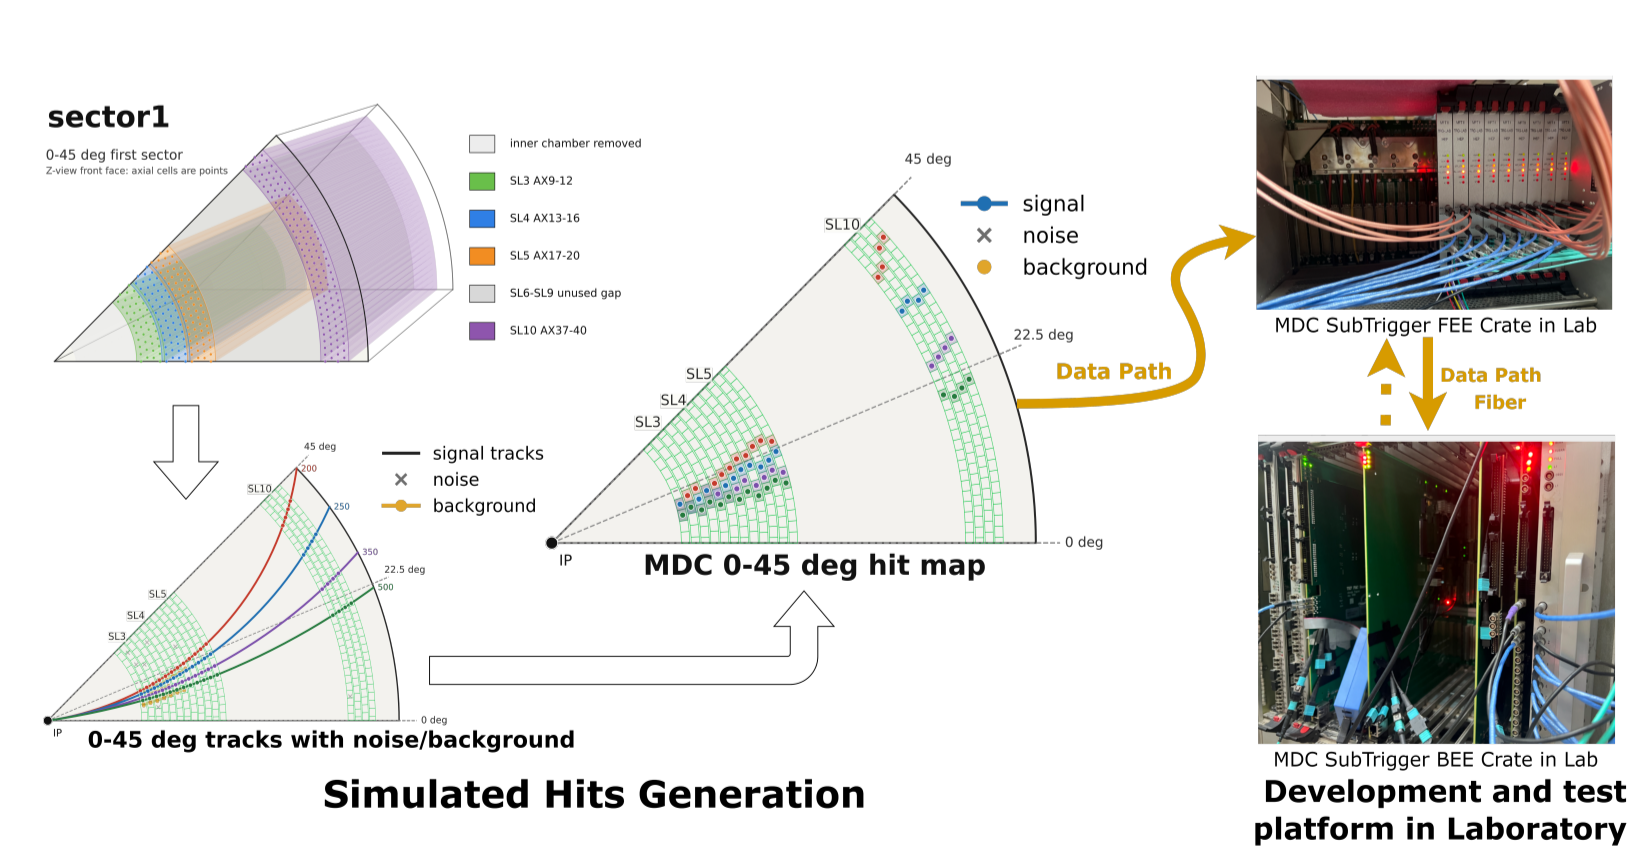 sector1
0-45 deg first sector
Z-view front face: axial cells are points
inner chamber removed
SL3 AX9-12
SL4 AX13-16
SL5 AX17-20
SL6-SL9 unused gap
SL10 AX37-40
45 deg
200
SL10
250
350
22.5 deg
500
SL5
SL4
SL3
IP
0 deg
signal tracks
noise
background
0-45 deg tracks with noise/background
45 deg
SL10
signal
noise
background
22.5 deg
SL5
SL4
SL3
IP
0 deg
MDC 0-45 deg hit map
Data Path
MDC SubTrigger FEE Crate in Lab
Data Path
Fiber
MDC SubTrigger BEE Crate in Lab
Simulated Hits Generation
Development and test
platform in Laboratory